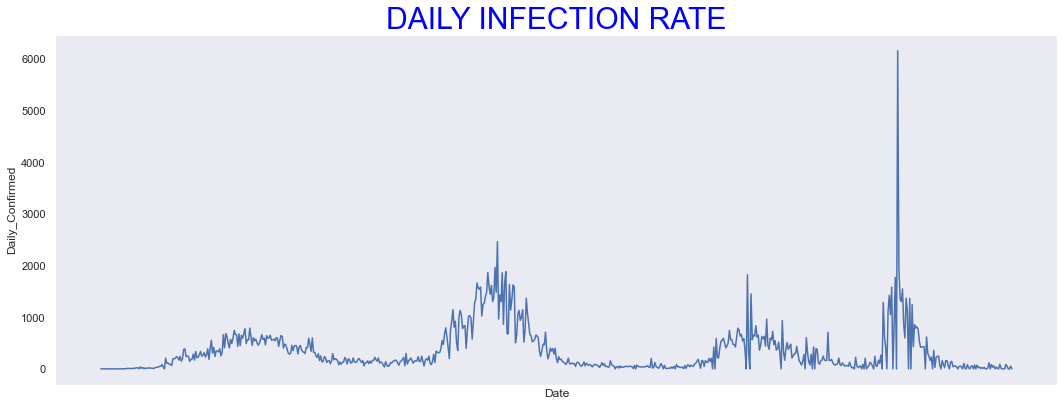 DAILY INFECTION RATE
6000
5000
4000
3000
2000
1000
0
Daily_Confirmed
Date